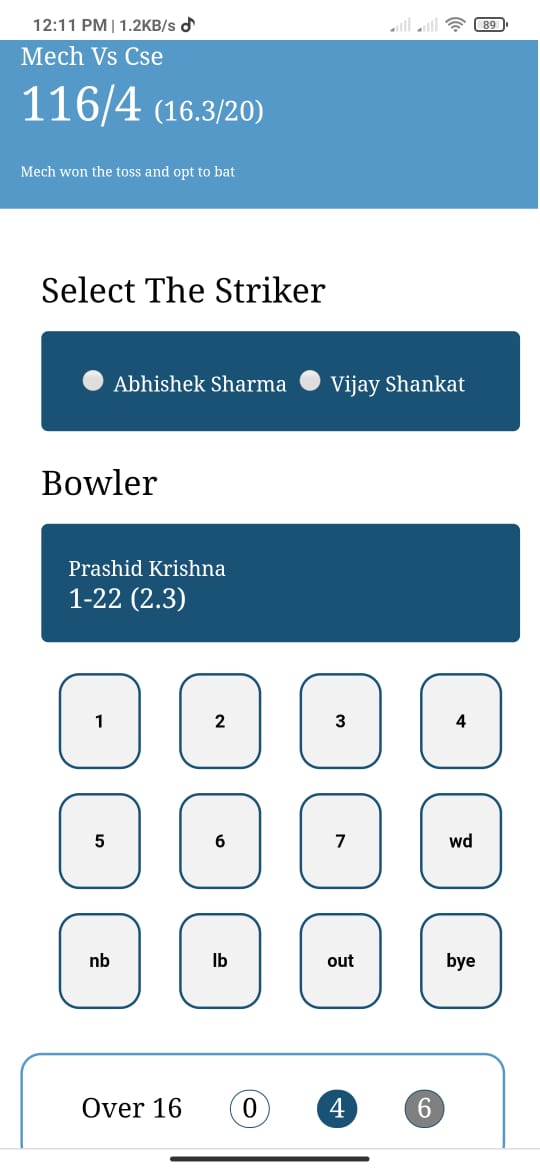 12:11 PM | 1.2KB/s
89
Mech Vs Cse
116/4 (16.3/20)
Mech won the toss and opt to bat
Select The Striker
Abhishek Sharma Vijay Shankat
Bowler
Prashid Krishna
1-22 (2.3)
1 2 3 4
5 6 7 wd
nb lb out bye
Over 16 0 4 6